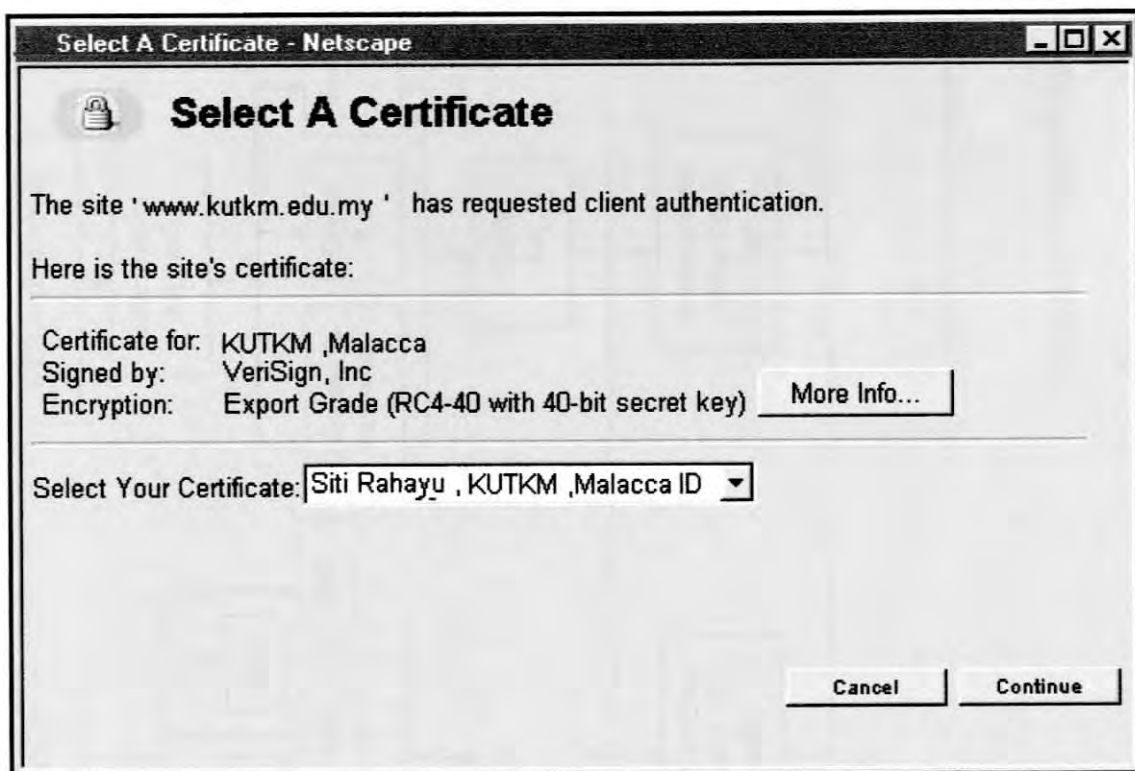 Select A Certificate - Netscape
Select A Certificate
The site 'www.kutkm.edu.my ' has requested client authentication.
Here is the site's certificate:
Certificate for: KUTKM ,Malacca
Signed by: VeriSign, Inc
Encryption: Export Grade (RC4-40 with 40-bit secret key) More Info...
Select Your Certificate: Siti Rahayu , KUTKM ,Malacca ID
Cancel Continue